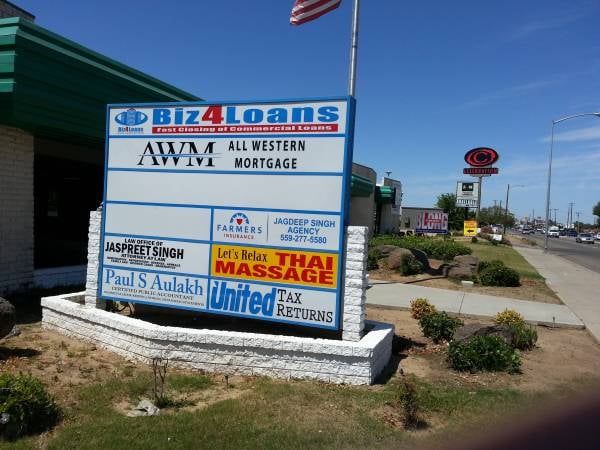 Biz4Loans
Biz4Loans
Fast Closing of Commercial Loans
AWM
ALL WESTERN
MORTGAGE
FARMERS
INSURANCE
JAGDEEP SINGH
AGENCY
559-277-5580
LAW OFFICE OF
JASPREET SINGH
ATTORNEY AT LAW
Let's Relax THAI
MASSAGE
Paul S Aulakh
CERTIFIED PUBLIC ACCOUNTANT
United TAX
RETURNS